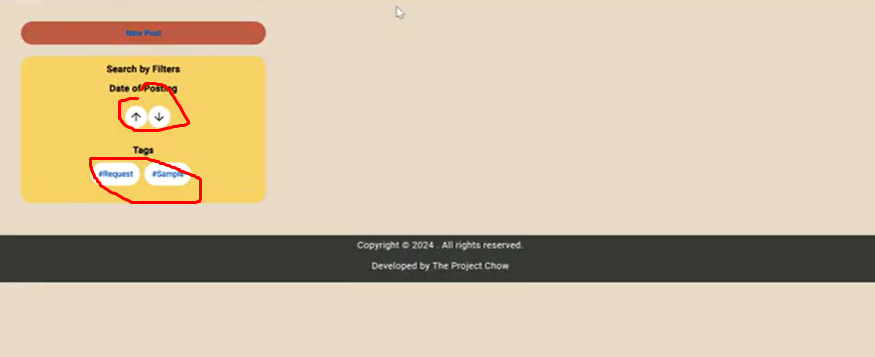 New Post
Search by Filters
Date of Posting
Tags
#Request #Sample
Copyright © 2024 . All rights reserved.
Developed by The Project Chow